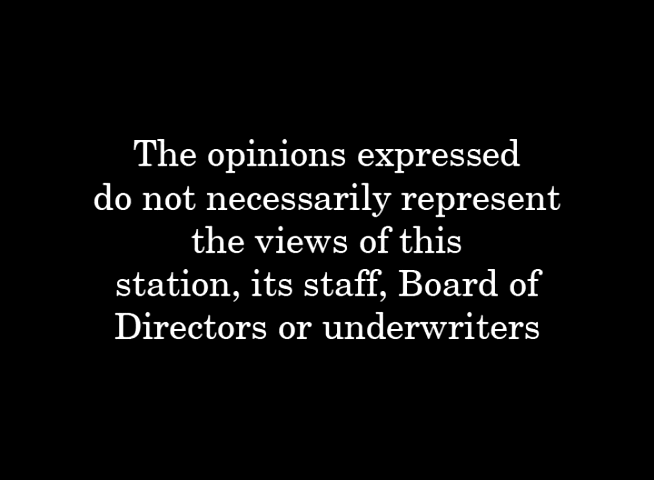 The opinions expressed
do not necessarily represent
the views of this
station, its staff, Board of
Directors or underwriters